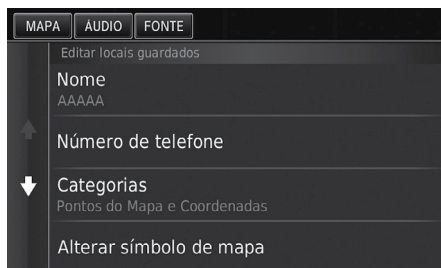 MAPA ÁUDIO FONTE
Editar locais guardados
Nome
AAAAA
Número de telefone
Categorias
Pontos do Mapa e Coordenadas
Alterar símbolo de mapa